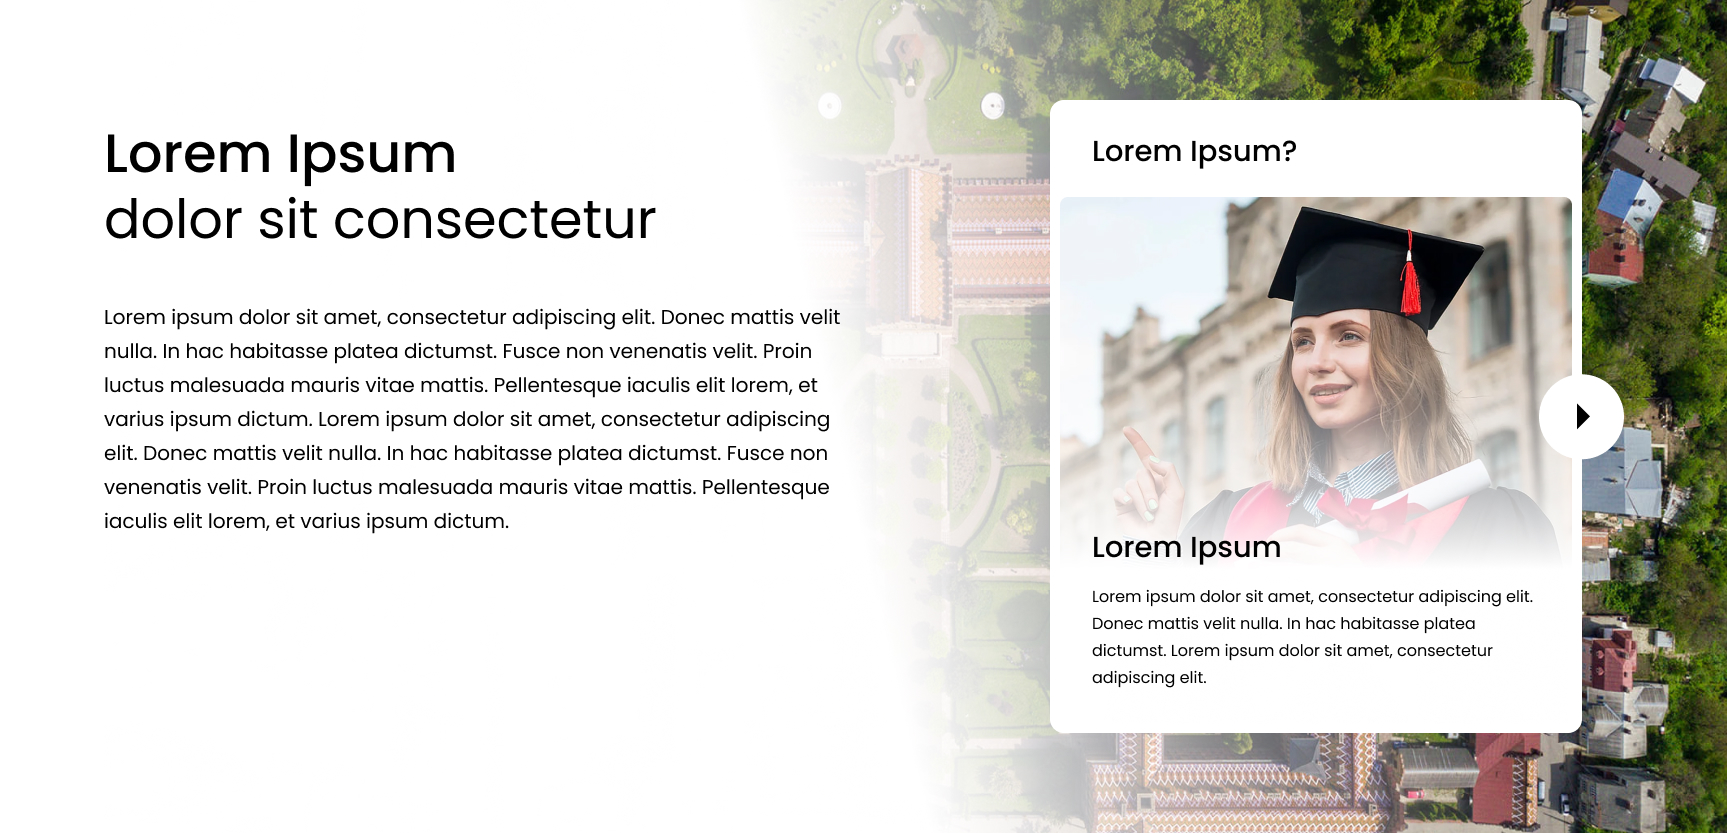 Lorem Ipsum
dolor sit consectetur
Lorem ipsum dolor sit amet, consectetur adipiscing elit. Donec mattis velit
nulla. In hac habitasse platea dictumst. Fusce non venenatis velit. Proin
luctus malesuada mauris vitae mattis. Pellentesque iaculis elit lorem, et
varius ipsum dictum. Lorem ipsum dolor sit amet, consectetur adipiscing
elit. Donec mattis velit nulla. In hac habitasse platea dictumst. Fusce non
venenatis velit. Proin luctus malesuada mauris vitae mattis. Pellentesque
iaculis elit lorem, et varius ipsum dictum.
Lorem Ipsum?
Lorem Ipsum
Lorem ipsum dolor sit amet, consectetur adipiscing elit.
Donec mattis velit nulla. In hac habitasse platea
dictumst. Lorem ipsum dolor sit amet, consectetur
adipiscing elit.